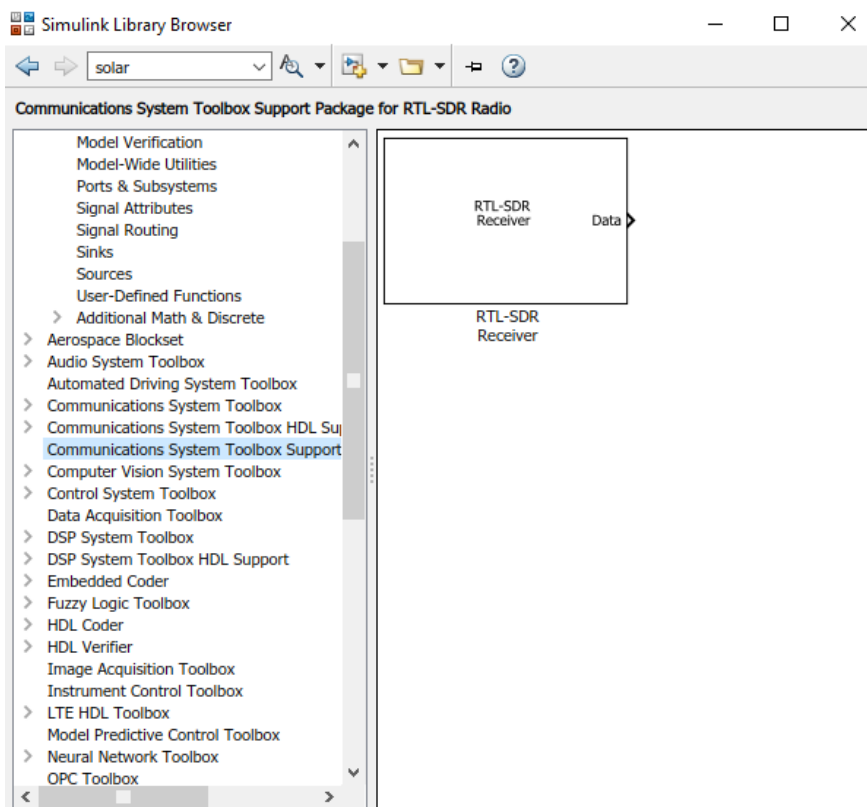 Simulink Library Browser
solar
Communications System Toolbox Support Package for RTL-SDR Radio
Model Verification
Model-Wide Utilities
Ports & Subsystems
Signal Attributes
Signal Routing
Sinks
Sources
User-Defined Functions
Additional Math & Discrete
Aerospace Blockset
Audio System Toolbox
Automated Driving System Toolbox
Communications System Toolbox
Communications System Toolbox HDL Su
Communications System Toolbox Support
Computer Vision System Toolbox
Control System Toolbox
Data Acquisition Toolbox
DSP System Toolbox
DSP System Toolbox HDL Support
Embedded Coder
Fuzzy Logic Toolbox
HDL Coder
HDL Verifier
Image Acquisition Toolbox
Instrument Control Toolbox
LTE HDL Toolbox
Model Predictive Control Toolbox
Neural Network Toolbox
OPC Toolbox
RTL-SDR
Receiver
Data
RTL-SDR
Receiver